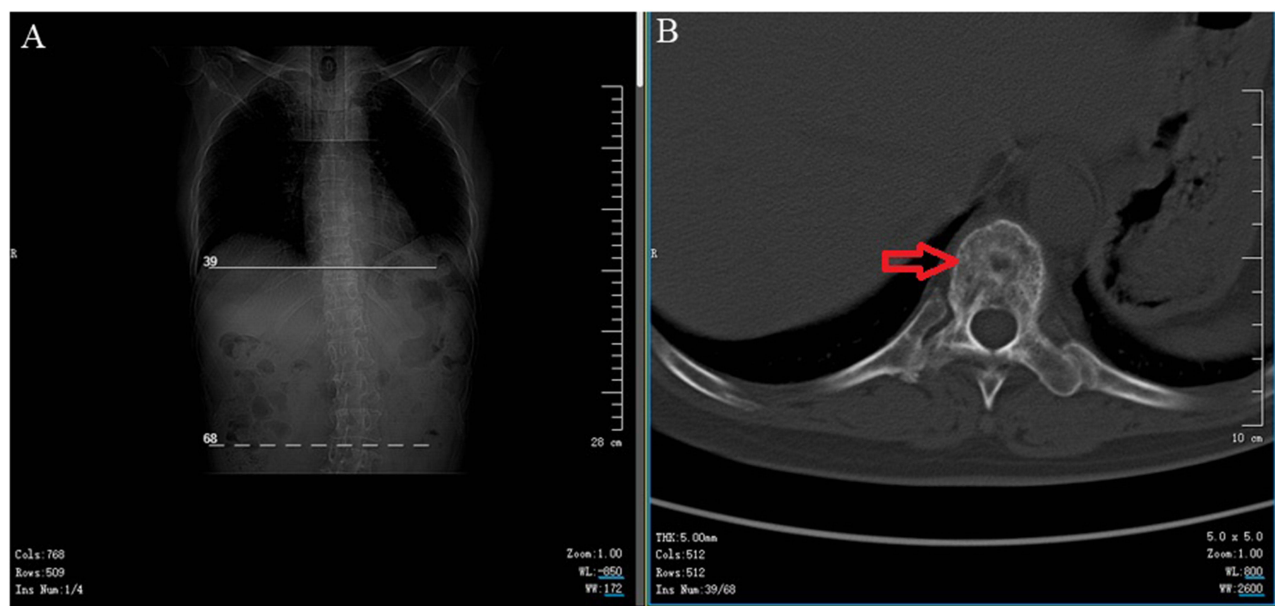 A
39
R
68
28 cm
Cols:768
Rows:509
Ins Num:1/4
Zoom:1.00
WL:-850
WW:172
B
R
10 cm
THK:5.00mm
Cols:512
Rows:512
Ins Num:39/68
5.0 x 5.0
Zoom:1.00
WL:800
WW:2600